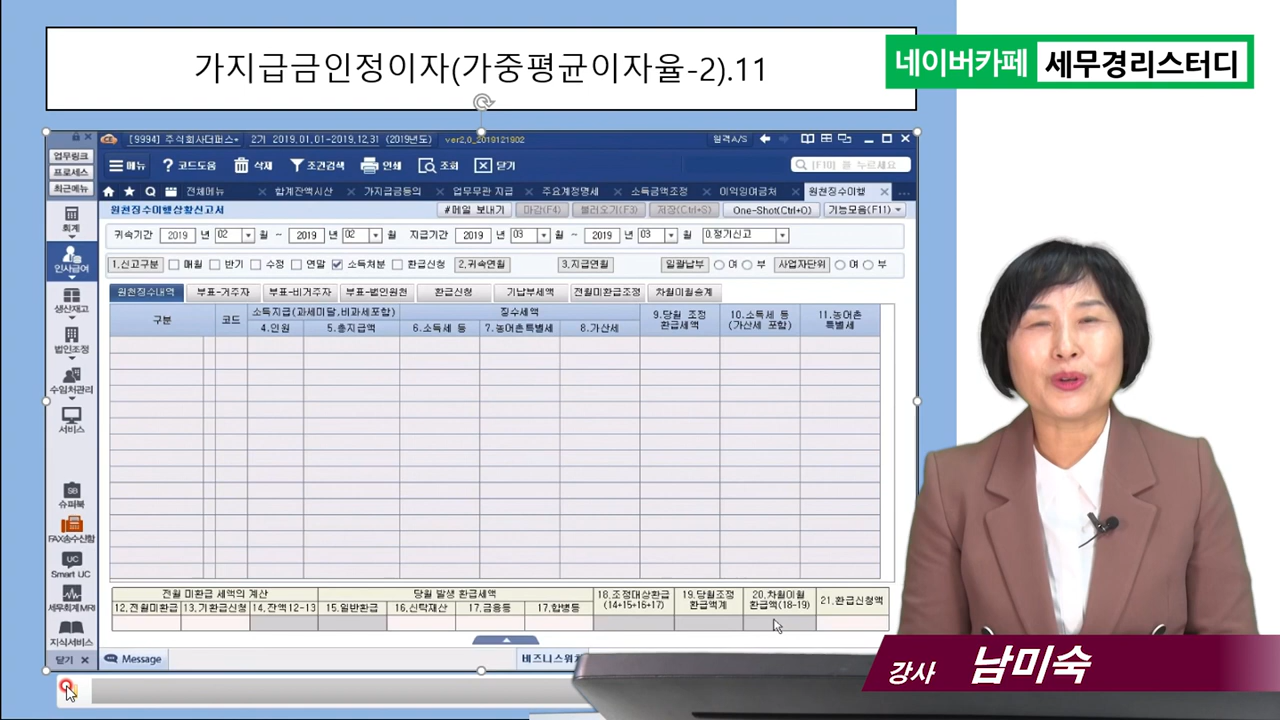 가지급금인정이자(가중평균이자율-2).11
네이버카페 세무경리스터디
[9994] 주식회사더퍼스 2기 2019.01.01~2019.12.31 (2019년도) ver2.0_2019121902 원격A/S
업무링크
프로세스
최근메뉴
메뉴 ? 코드도움 삭제 조건검색 인쇄 조회 닫기 [F10] 을 누르세요
전체메뉴 합계잔액시산 가지급금등의 업무무관 지급 주요계정명세 소득금액조정 이익잉여금처 원천징수이행 ...
원천징수이행상황신고서 #메일 보내기 마감(F4) 불러오기(F3) 저장(Ctrl+S) One-Shot(Ctrl+O) 기능모음(F11)
귀속기간 2019 년 02 월 ~ 2019 년 02 월 지급기간 2019 년 03 월 ~ 2019 년 03 월 0.정기신고
1.신고구분 매월 반기 수정 연말 소득처분 환급신청 2.귀속연월 3.지급연월 일괄납부 여 부 사업자단위 여 부
원천징수내역 부표-거주자 부표-비거주자 부표-법인원천 환급신청 기납부세액 전월미환급조정 차월이월승계
구분 코드 소득지급(과세미달,비과세포함) 징수세액 9.당월 조정 환급세액 10.소득세 등 (가산세 포함) 11.농어촌 특별세
4.인원 5.총지급액 6.소득세 등 7.농어촌특별세 8.가산세
회계
인사급여
생산재고
법인조정
수임처관리
서비스
SB
슈퍼북
FAX송수신함
UC
Smart UC
세무회계MRI
지식서비스
닫기
전월 미환급 세액의 계산 당월 발생 환급세액 18.조정대상환급 (14+15+16+17) 19.당월조정 환급액계 20.차월이월 환급액(18-19) 21.환급신청액
12.전월미환급 13.기환급신청 14.잔액12-13 15.일반환급 16.신탁재산 17.금융등 17.합병등
Message 비즈니스워
강사 남미숙